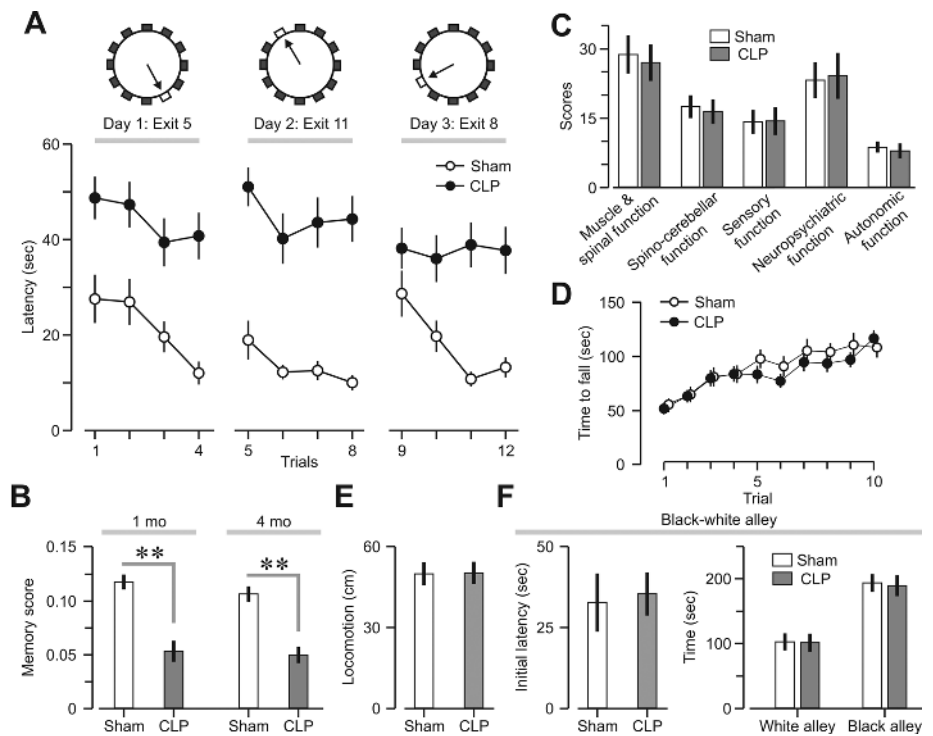 A
Day 1: Exit 5
Day 2: Exit 11
Day 3: Exit 8
60
40
20
0
Latency (sec)
Sham
CLP
1
4
5
8
9
12
Trials
B
1 mo
4 mo
Memory score
0.15
0.10
0.05
0
**
**
Sham
CLP
Sham
CLP
C
Sham
CLP
Scores
30
15
0
Muscle &
spinal function
Spino-cerebellar
function
Sensory
function
Neuropsychiatric
function
Autonomic
function
D
Sham
CLP
Time to fall (sec)
150
100
50
0
1
5
10
Trial
E
Locomotion (cm)
60
30
0
Sham
CLP
F
Black-white alley
Initial latency (sec)
50
25
0
Sham
CLP
Time (sec)
200
100
0
Sham
CLP
White alley
Black alley